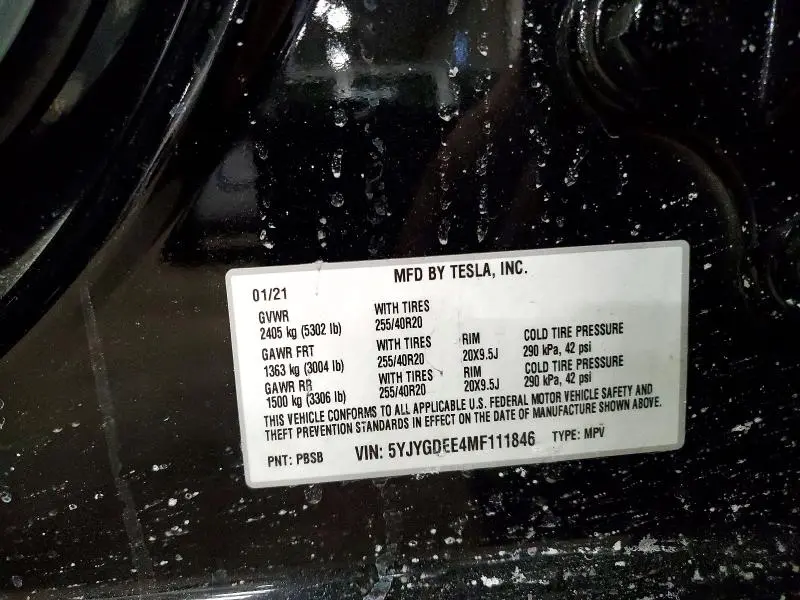 MFD BY TESLA, INC.
01/21
GVWR WITH TIRES
2405 kg (5302 lb) 255/40R20
GAWR FRT WITH TIRES RIM COLD TIRE PRESSURE
1363 kg (3004 lb) 255/40R20 20X9.5J 290 kPa, 42 psi
GAWR RR WITH TIRES RIM COLD TIRE PRESSURE
1500 kg (3306 lb) 255/40R20 20X9.5J 290 kPa, 42 psi
THIS VEHICLE CONFORMS TO ALL APPLICABLE U.S. FEDERAL MOTOR VEHICLE SAFETY AND
THEFT PREVENTION STANDARDS IN EFFECT ON THE DATE OF MANUFACTURE SHOWN ABOVE.
PNT: PBSB VIN: 5YJYGDEE4MF111846 TYPE: MPV